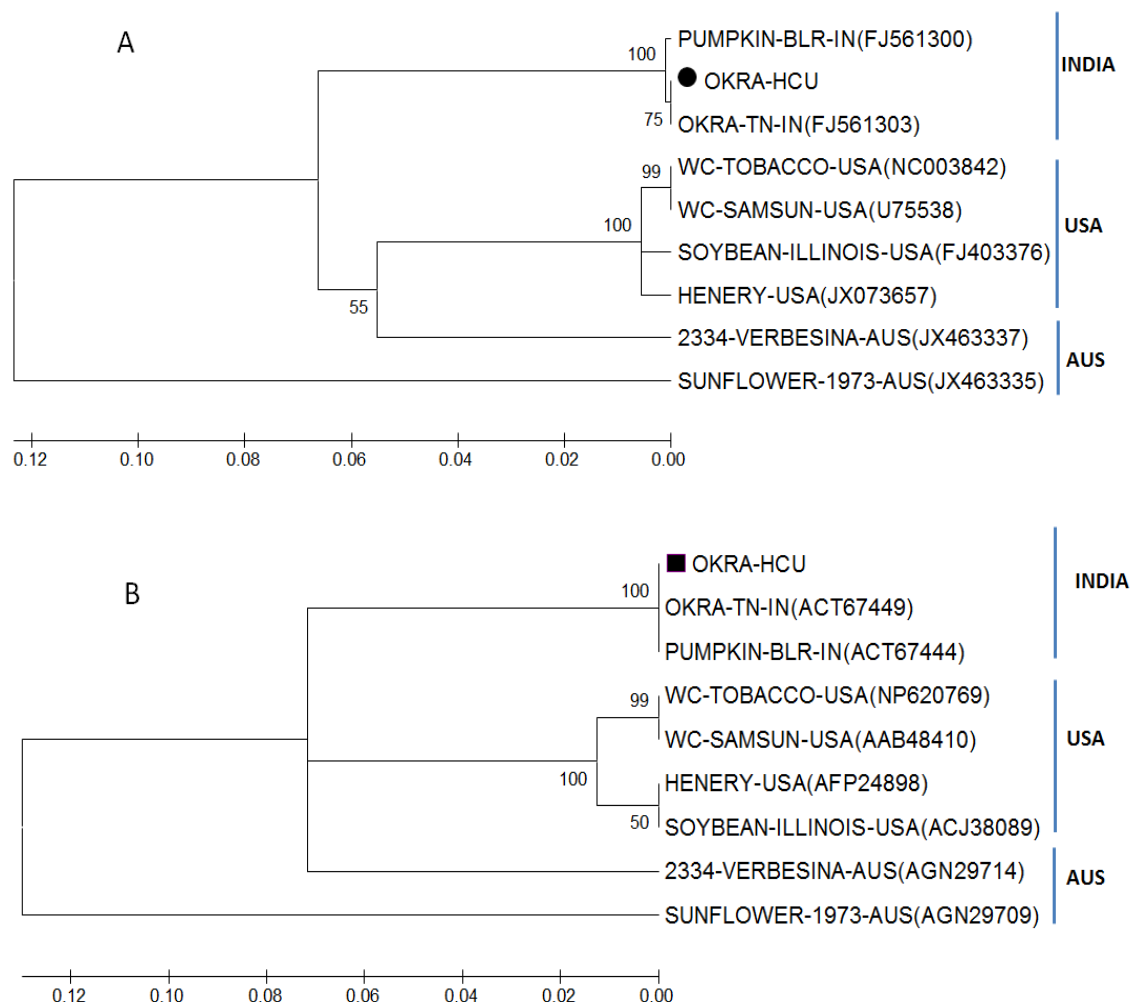 A
100
PUMPKIN-BLR-IN(FJ561300)
OKRA-HCU
75
OKRA-TN-IN(FJ561303)
INDIA
99
WC-TOBACCO-USA(NC003842)
WC-SAMSUN-USA(U75538)
100
SOYBEAN-ILLINOIS-USA(FJ403376)
HENERY-USA(JX073657)
USA
55
2334-VERBESINA-AUS(JX463337)
SUNFLOWER-1973-AUS(JX463335)
AUS
0.12 0.10 0.08 0.06 0.04 0.02 0.00
B
OKRA-HCU
100
OKRA-TN-IN(ACT67449)
PUMPKIN-BLR-IN(ACT67444)
INDIA
99
WC-TOBACCO-USA(NP620769)
WC-SAMSUN-USA(AAB48410)
100
HENERY-USA(AFP24898)
50
SOYBEAN-ILLINOIS-USA(ACJ38089)
USA
2334-VERBESINA-AUS(AGN29714)
SUNFLOWER-1973-AUS(AGN29709)
AUS
0.12 0.10 0.08 0.06 0.04 0.02 0.00